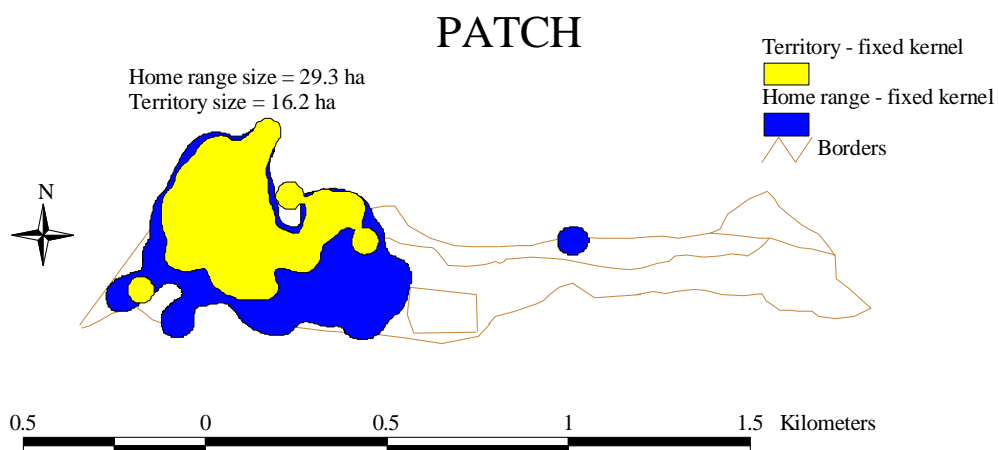 PATCH
Home range size = 29.3 ha
Territory size = 16.2 ha
Territory - fixed kernel
Home range - fixed kernel
Borders
N
0.5 0 0.5 1 1.5 Kilometers